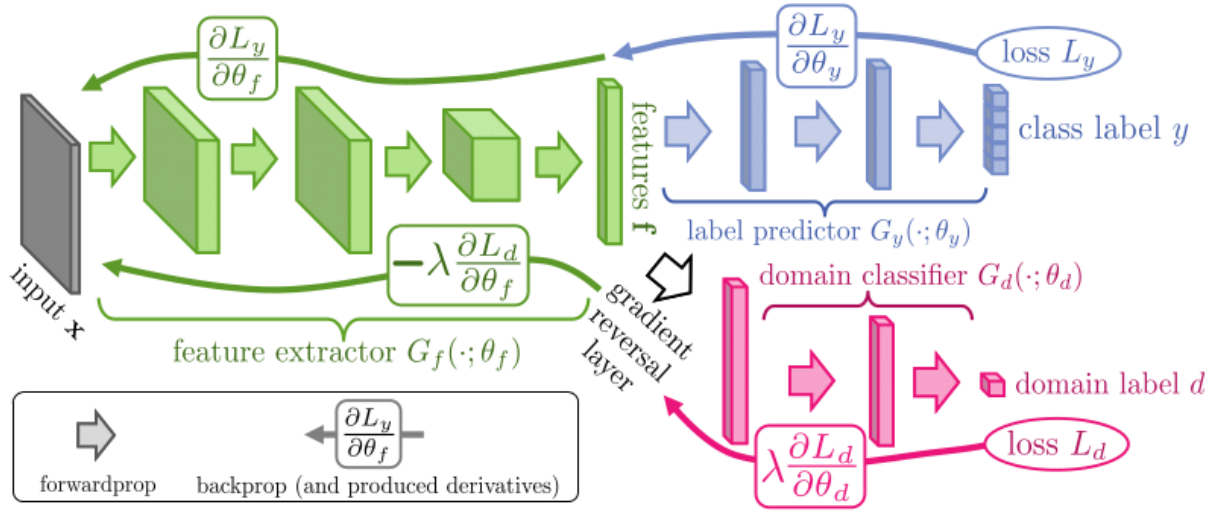 ∂L_y/∂θ_f
∂L_y/∂θ_y
loss L_y
features f
class label y
label predictor G_y(·; θ_y)
input x
−λ ∂L_d/∂θ_f
feature extractor G_f(·; θ_f)
gradient
reversal
layer
domain classifier G_d(·; θ_d)
domain label d
λ ∂L_d/∂θ_d
loss L_d
∂L_y/∂θ_f
forwardprop
backprop (and produced derivatives)